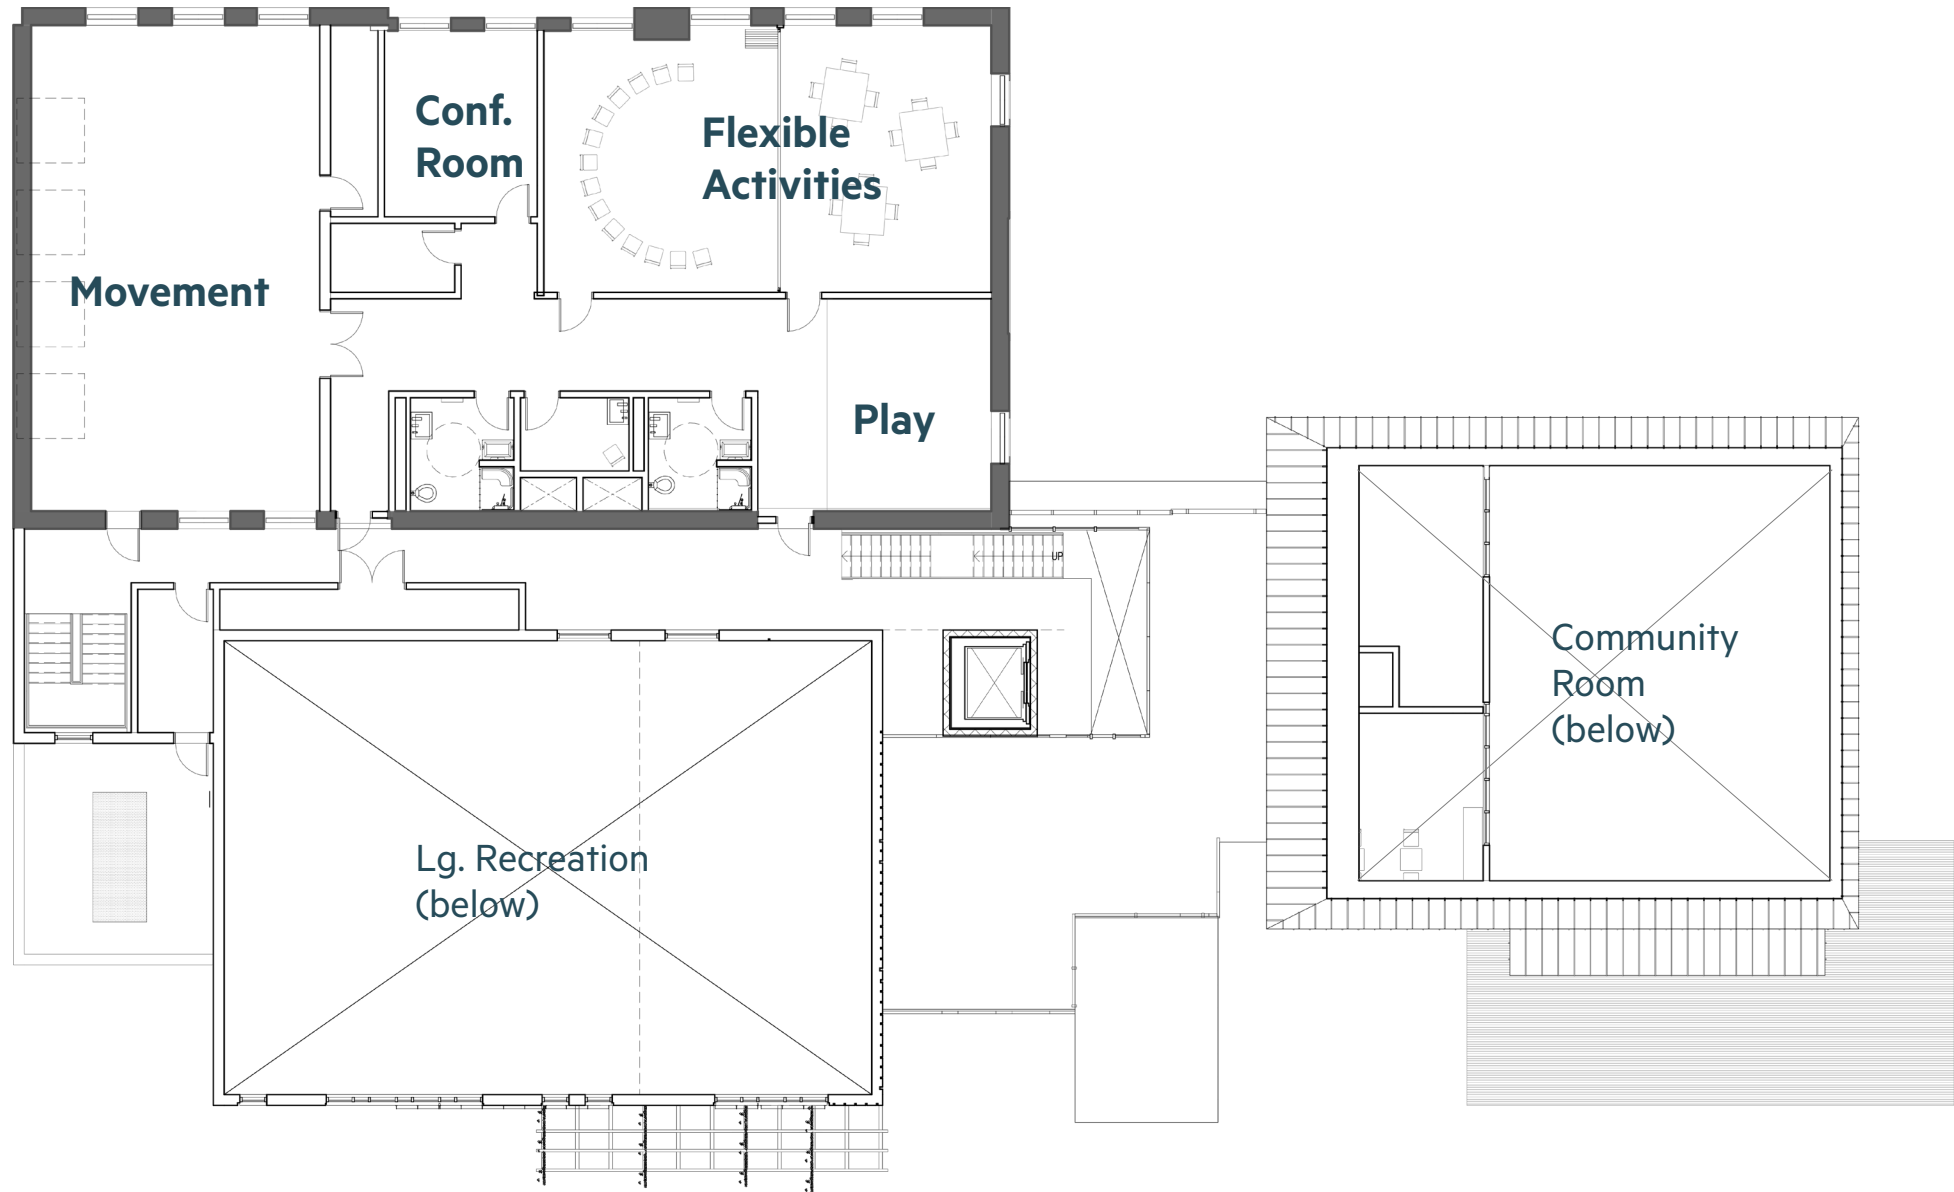 Conf.
Room
Flexible
Activities
Movement
Play
UP
Community
Room
(below)
Lg. Recreation
(below)